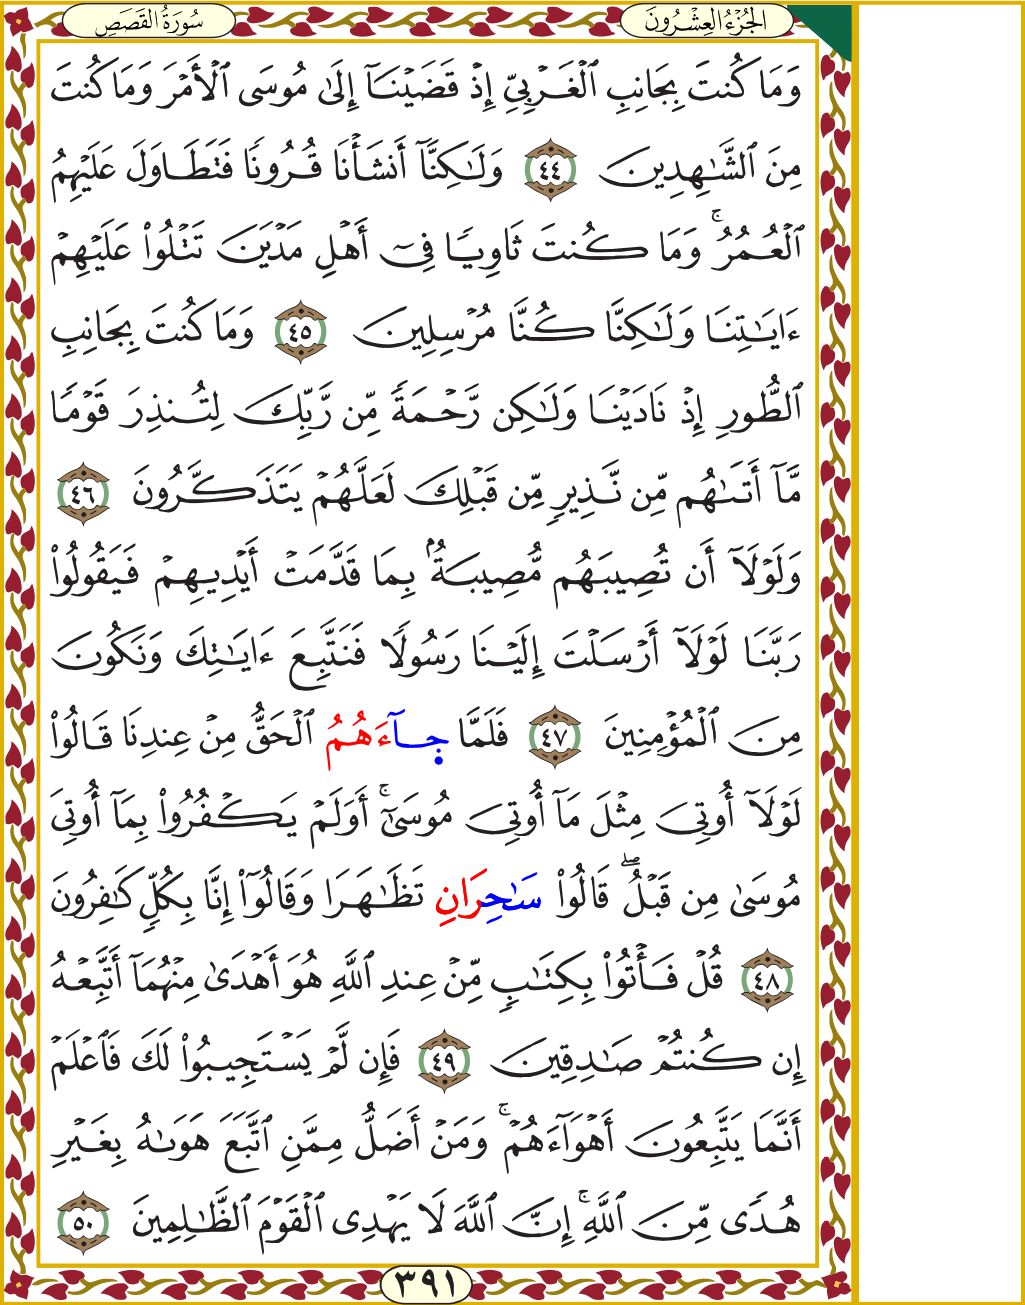 الجُزْءُ العِشْرُونَ
سُورَةُ القَصَصِ
وَمَا كُنتَ بِجَانِبِ ٱلْغَرْبِيِّ إِذْ قَضَيْنَآ إِلَىٰ مُوسَى ٱلْأَمْرَ وَمَا كُنتَ
مِنَ ٱلشَّٰهِدِينَ ٤٤ وَلَٰكِنَّآ أَنشَأْنَا قُرُونًا فَتَطَاوَلَ عَلَيْهِمُ
ٱلْعُمُرُ ۚ وَمَا كُنتَ ثَاوِيًا فِىٓ أَهْلِ مَدْيَنَ تَتْلُوا۟ عَلَيْهِمْ
ءَايَٰتِنَا وَلَٰكِنَّا كُنَّا مُرْسِلِينَ ٤٥ وَمَا كُنتَ بِجَانِبِ
ٱلطُّورِ إِذْ نَادَيْنَا وَلَٰكِن رَّحْمَةً مِّن رَّبِّكَ لِتُنذِرَ قَوْمًا
مَّآ أَتَىٰهُم مِّن نَّذِيرٍ مِّن قَبْلِكَ لَعَلَّهُمْ يَتَذَكَّرُونَ ٤٦
وَلَوْلَآ أَن تُصِيبَهُم مُّصِيبَةٌۢ بِمَا قَدَّمَتْ أَيْدِيهِمْ فَيَقُولُوا۟
رَبَّنَا لَوْلَآ أَرْسَلْتَ إِلَيْنَا رَسُولًا فَنَتَّبِعَ ءَايَٰتِكَ وَنَكُونَ
مِنَ ٱلْمُؤْمِنِينَ ٤٧ فَلَمَّا جَآءَهُمُ ٱلْحَقُّ مِنْ عِندِنَا قَالُوا۟
لَوْلَآ أُوتِىَ مِثْلَ مَآ أُوتِىَ مُوسَىٰٓ ۚ أَوَلَمْ يَكْفُرُوا۟ بِمَآ أُوتِىَ
مُوسَىٰ مِن قَبْلُ ۖ قَالُوا۟ سَٰحِرَانِ تَظَٰهَرَا وَقَالُوٓا۟ إِنَّا بِكُلٍّ كَٰفِرُونَ
٤٨ قُلْ فَأْتُوا۟ بِكِتَٰبٍ مِّنْ عِندِ ٱللَّهِ هُوَ أَهْدَىٰ مِنْهُمَآ أَتَّبِعْهُ
إِن كُنتُمْ صَٰدِقِينَ ٤٩ فَإِن لَّمْ يَسْتَجِيبُوا۟ لَكَ فَٱعْلَمْ
أَنَّمَا يَتَّبِعُونَ أَهْوَآءَهُمْ ۚ وَمَنْ أَضَلُّ مِمَّنِ ٱتَّبَعَ هَوَىٰهُ بِغَيْرِ
هُدًى مِّنَ ٱللَّهِ ۚ إِنَّ ٱللَّهَ لَا يَهْدِى ٱلْقَوْمَ ٱلظَّٰلِمِينَ ٥٠
٣٩١